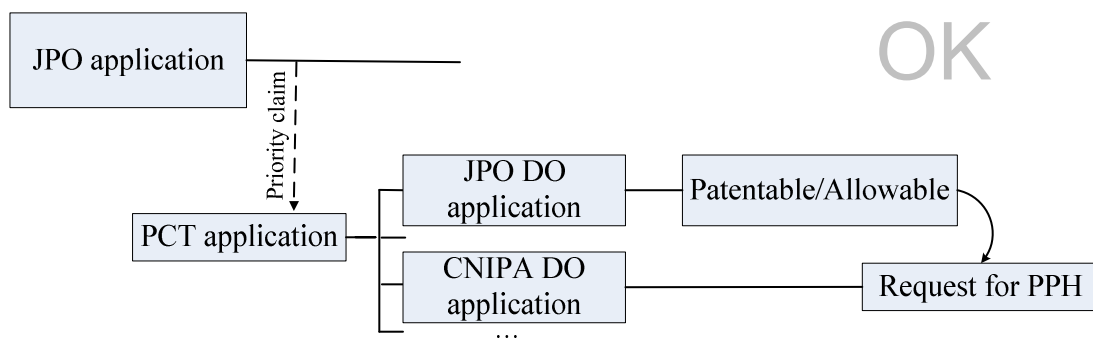 JPO application
OK
Priority claim
JPO DO
application
Patentable/Allowable
PCT application
CNIPA DO
application
Request for PPH
...